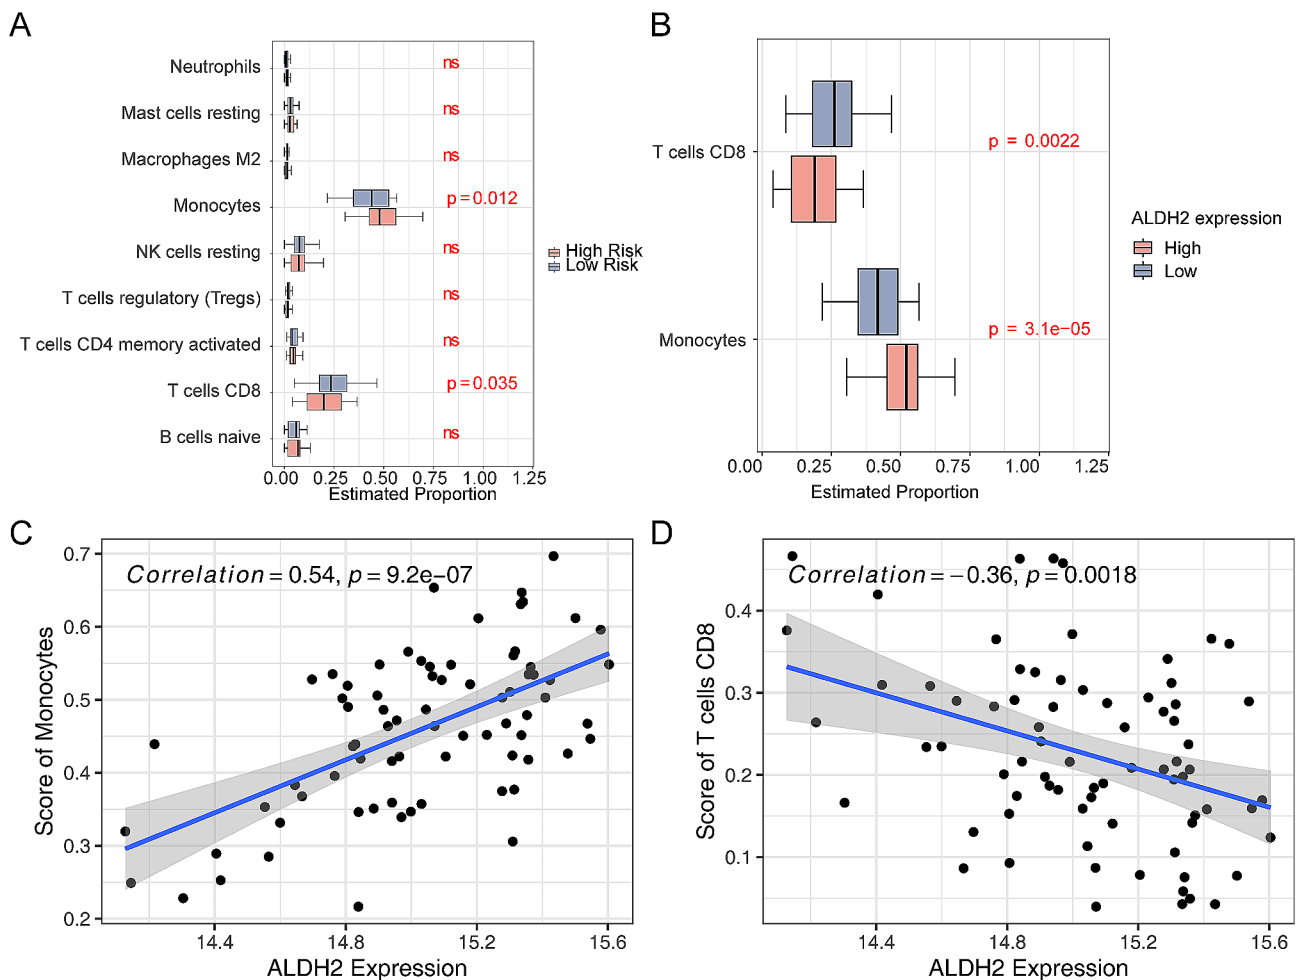 A
Neutrophils
ns
Mast cells resting
ns
Macrophages M2
ns
Monocytes
p=0.012
NK cells resting
ns
T cells regulatory (Tregs)
ns
T cells CD4 memory activated
ns
T cells CD8
p=0.035
B cells naive
ns
0.00 0.25 0.50 0.75 1.00 1.25
Estimated Proportion
High Risk
Low Risk
B
T cells CD8
p = 0.0022
Monocytes
p = 3.1e−05
0.00 0.25 0.50 0.75 1.00 1.25
Estimated Proportion
ALDH2 expression
High
Low
C
Correlation = 0.54, p = 9.2e−07
Score of Monocytes
0.7
0.6
0.5
0.4
0.3
0.2
14.4 14.8 15.2 15.6
ALDH2 Expression
D
Correlation = −0.36, p = 0.0018
Score of T cells CD8
0.4
0.3
0.2
0.1
14.4 14.8 15.2 15.6
ALDH2 Expression